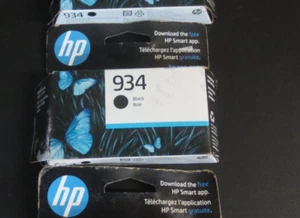 hp
Download the free
HP Smart app.
Téléchargez l'application
HP Smart gratuite.
934
Black
Noir
hp
Download the free
HP Smart app.
Téléchargez l'application
HP Smart gratuite.